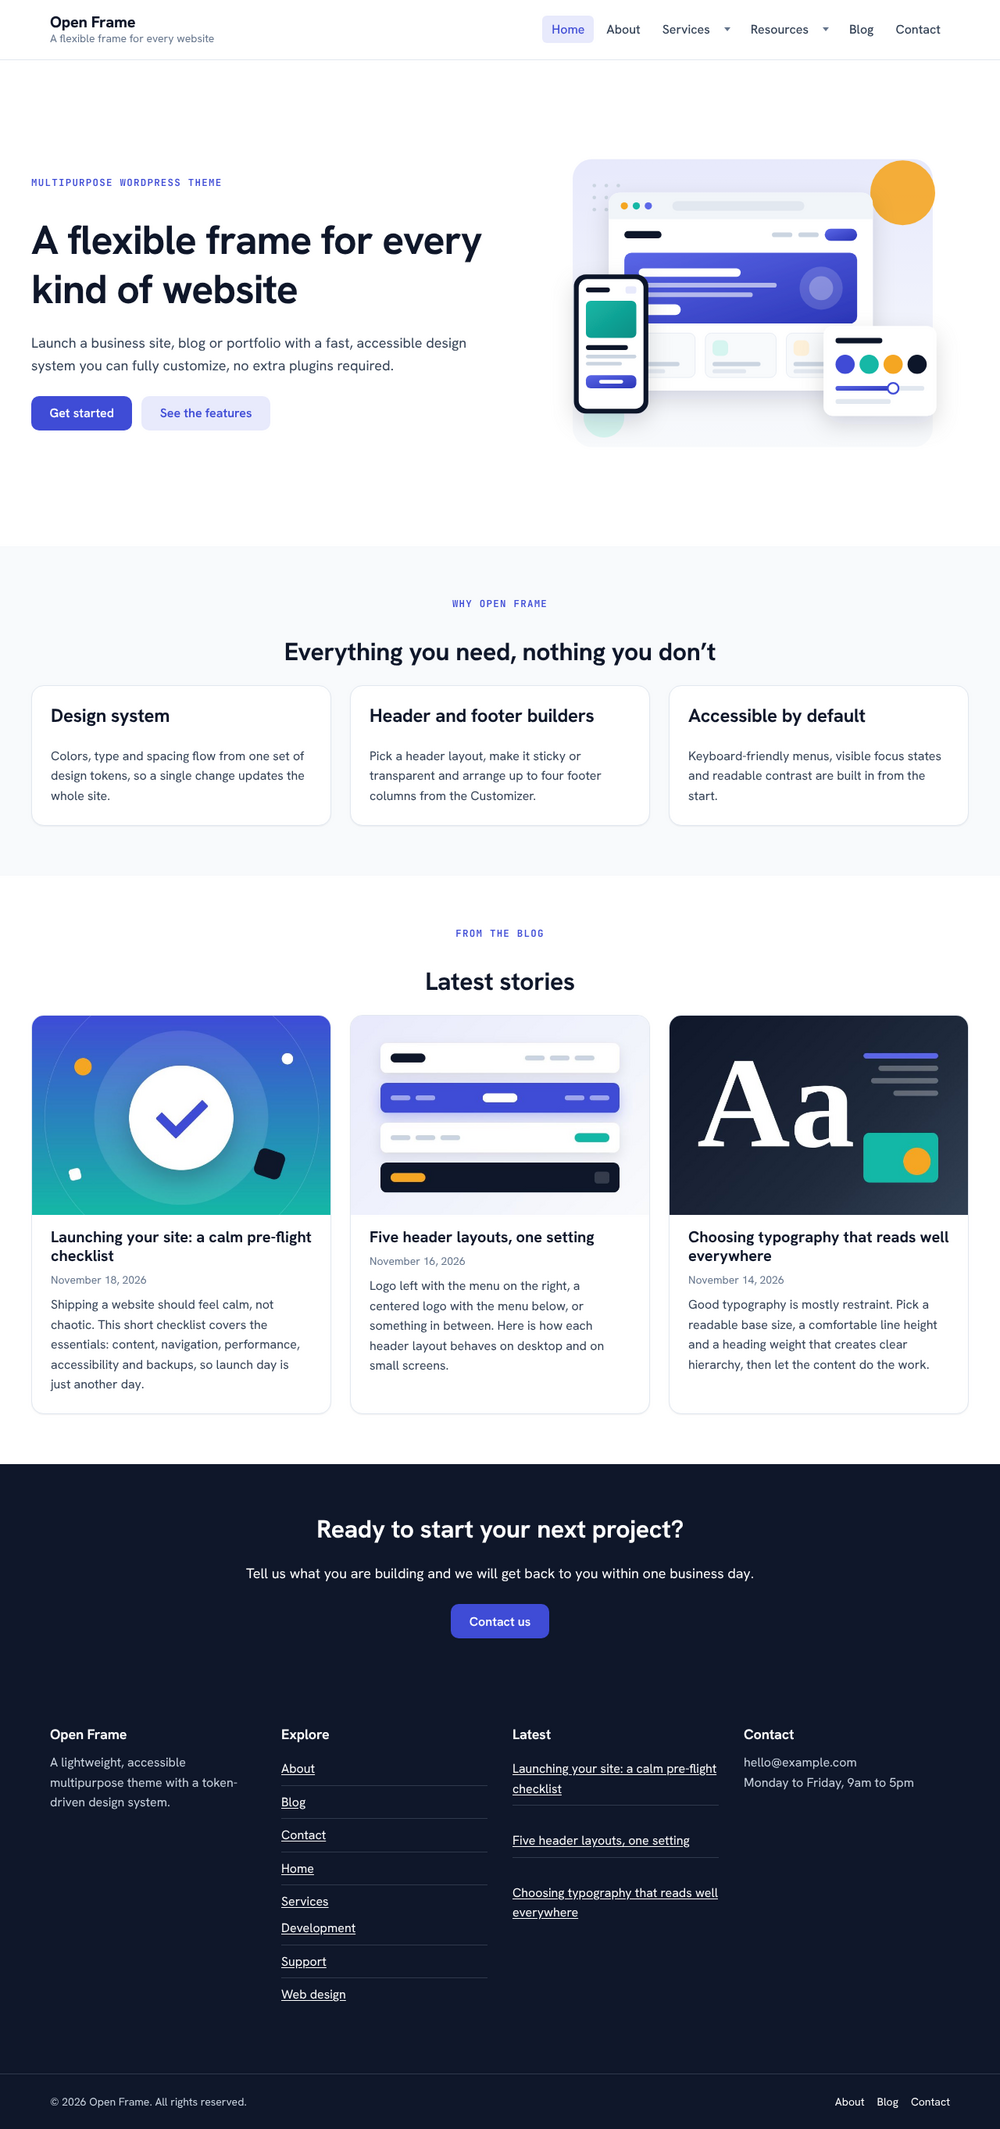 Open Frame
A flexible frame for every website
Home About Services Resources Blog Contact
MULTIPURPOSE WORDPRESS THEME
A flexible frame for every
kind of website
Launch a business site, blog or portfolio with a fast, accessible design
system you can fully customize, no extra plugins required.
Get started
See the features
WHY OPEN FRAME
Everything you need, nothing you don’t
Design system
Colors, type and spacing flow from one set of
design tokens, so a single change updates the
whole site.
Header and footer builders
Pick a header layout, make it sticky or
transparent and arrange up to four footer
columns from the Customizer.
Accessible by default
Keyboard-friendly menus, visible focus states
and readable contrast are built in from the
start.
FROM THE BLOG
Latest stories
Launching your site: a calm pre-flight
checklist
November 18, 2026
Shipping a website should feel calm, not
chaotic. This short checklist covers the
essentials: content, navigation, performance,
accessibility and backups, so launch day is
just another day.
Five header layouts, one setting
November 16, 2026
Logo left with the menu on the right, a
centered logo with the menu below, or
something in between. Here is how each
header layout behaves on desktop and on
small screens.
Aa
Choosing typography that reads well
everywhere
November 14, 2026
Good typography is mostly restraint. Pick a
readable base size, a comfortable line height
and a heading weight that creates clear
hierarchy, then let the content do the work.
Ready to start your next project?
Tell us what you are building and we will get back to you within one business day.
Contact us
Open Frame
A lightweight, accessible
multipurpose theme with a token-
driven design system.
Explore
About
Blog
Contact
Home
Services
Development
Support
Web design
Latest
Launching your site: a calm pre-flight
checklist
Five header layouts, one setting
Choosing typography that reads well
everywhere
Contact
hello@example.com
Monday to Friday, 9am to 5pm
© 2026 Open Frame. All rights reserved.
About Blog Contact